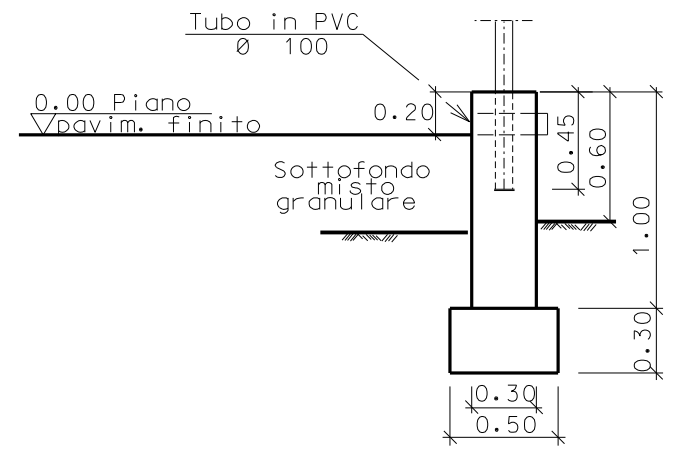 Tubo in PVC
Ø 100
0.00 Piano
pavim. finito
0.20
0.45
0.60
Sottofondo
misto
granulare
1.00
0.30
0.30
0.50